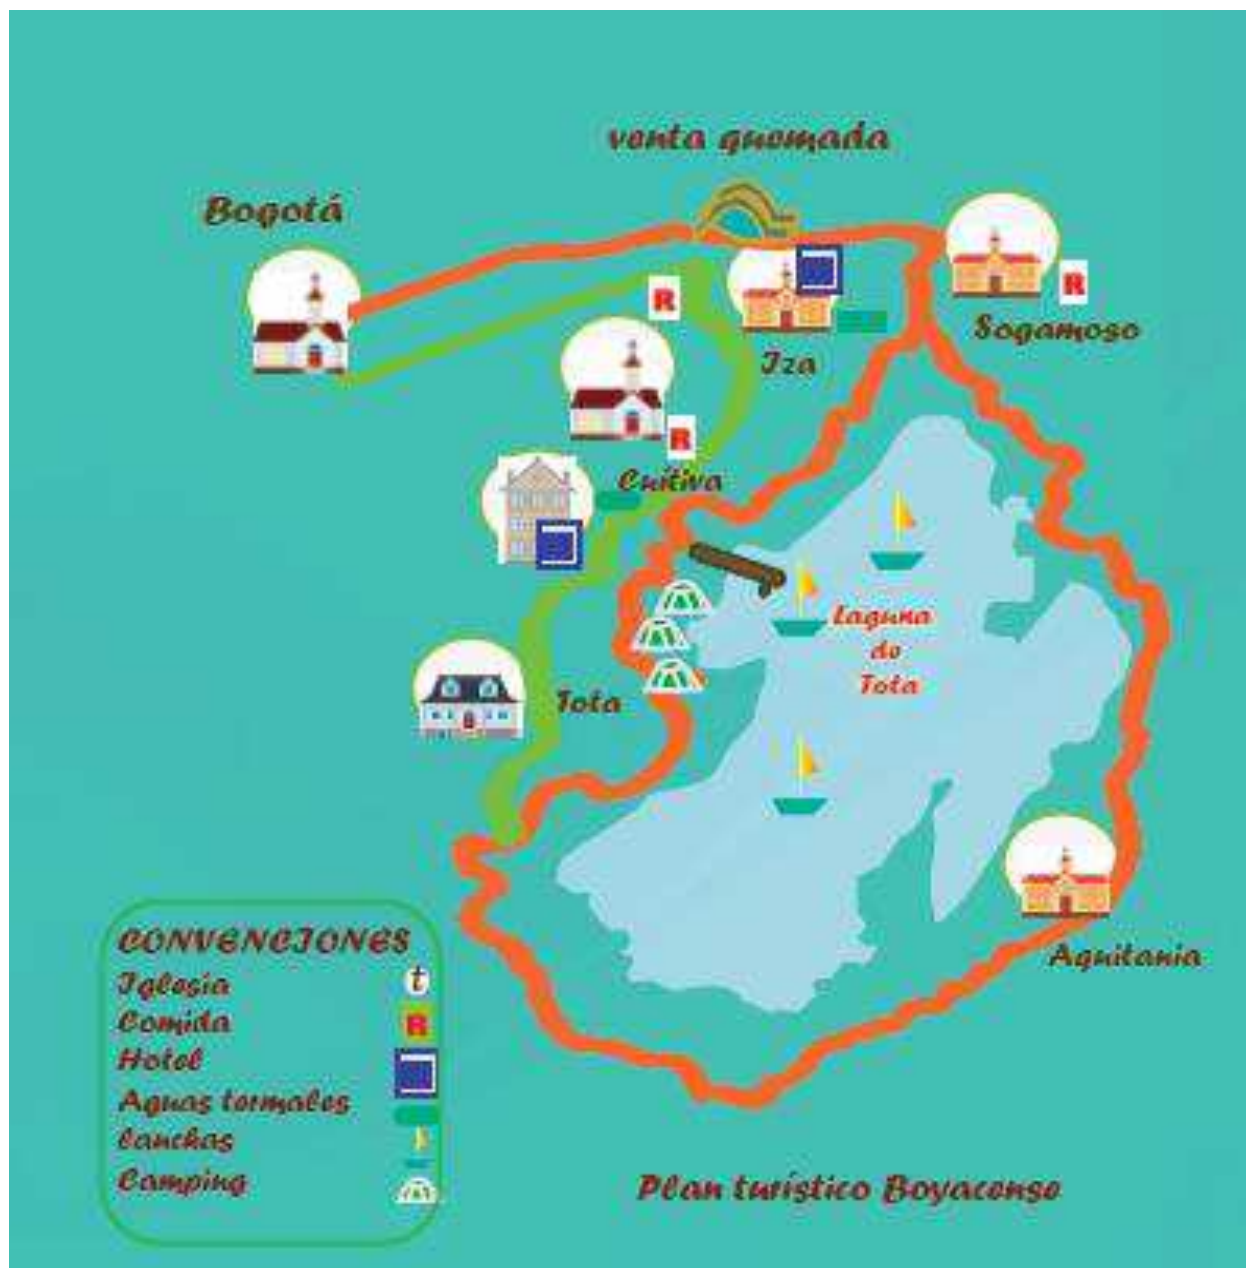 venta quemada
Bogotá
Sogamoso
R
R
Iza
R
Cuitiva
Laguna
de
Tota
Tota
Aquitania
CONVENCIONES
Iglesia t
Comida R
Hotel
Aguas termales
lanchas
Camping
Plan turístico Boyacense